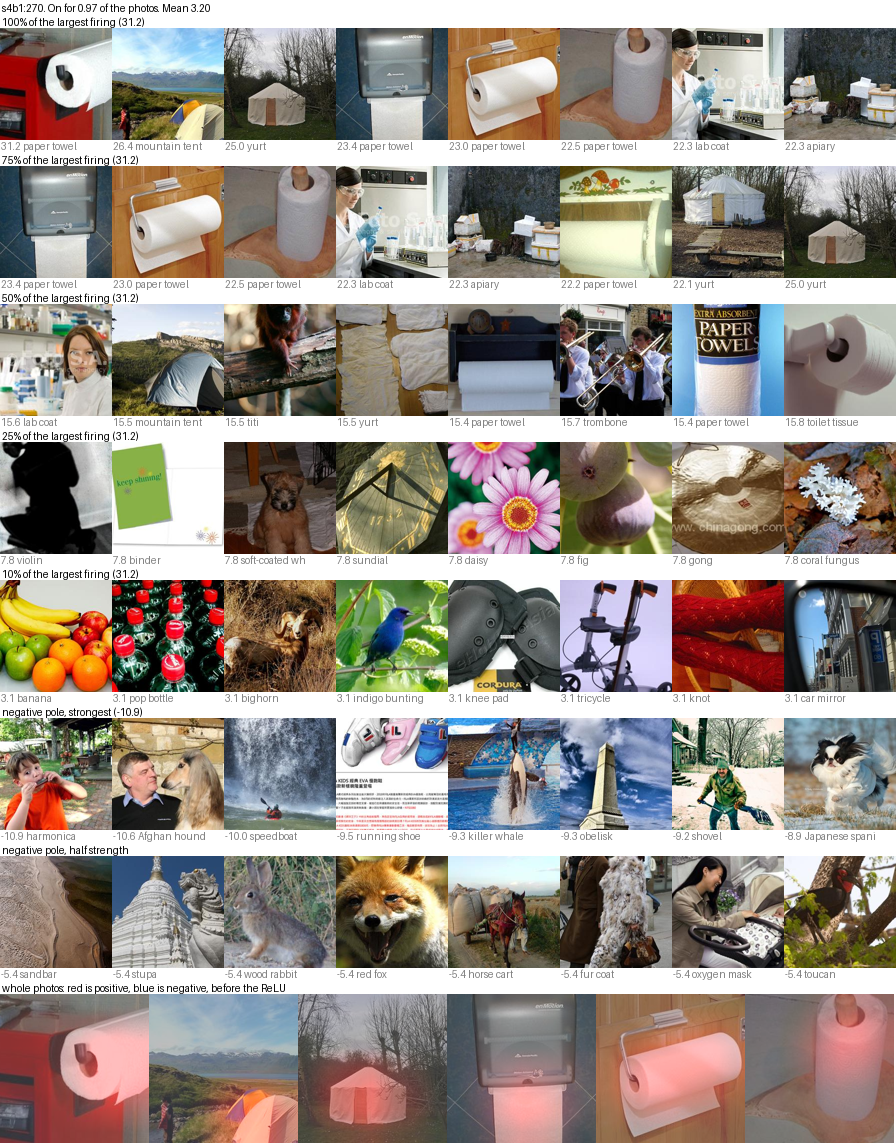 s4b1:270. On for 0.97 of the photos. Mean 3.20
100% of the largest firing (31.2)
31.2 paper towel
26.4 mountain tent
25.0 yurt
23.4 paper towel
23.0 paper towel
22.5 paper towel
22.3 lab coat
22.3 apiary
75% of the largest firing (31.2)
23.4 paper towel
23.0 paper towel
22.5 paper towel
22.3 lab coat
22.3 apiary
22.2 paper towel
22.1 yurt
25.0 yurt
50% of the largest firing (31.2)
EXTRA ABSORBENT
PAPER
TOWELS
15.6 lab coat
15.5 mountain tent
15.5 titi
15.5 yurt
15.4 paper towel
15.7 trombone
15.4 paper towel
15.8 toilet tissue
25% of the largest firing (31.2)
keep shining!
www.chinagong.com
7.8 violin
7.8 binder
7.8 soft-coated wh
7.8 sundial
7.8 daisy
7.8 fig
7.8 gong
7.8 coral fungus
10% of the largest firing (31.2)
CORDURA
3.1 banana
3.1 pop bottle
3.1 bighorn
3.1 indigo bunting
3.1 knee pad
3.1 tricycle
3.1 knot
3.1 car mirror
negative pole, strongest (-10.9)
FILA
-10.9 harmonica
-10.6 Afghan hound
-10.0 speedboat
-9.5 running shoe
-9.3 killer whale
-9.3 obelisk
-9.2 shovel
-8.9 Japanese spani
negative pole, half strength
-5.4 sandbar
-5.4 stupa
-5.4 wood rabbit
-5.4 red fox
-5.4 horse cart
-5.4 fur coat
-5.4 oxygen mask
-5.4 toucan
whole photos: red is positive, blue is negative, before the ReLU